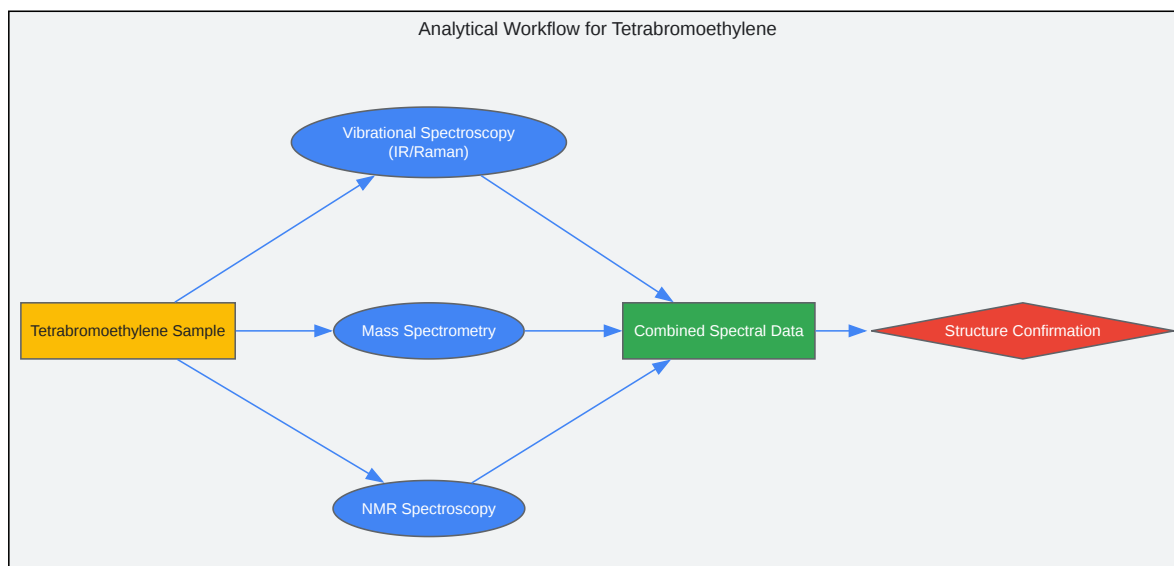 Analytical Workflow for Tetrabromoethylene
Vibrational Spectroscopy
(IR/Raman)
Tetrabromoethylene Sample
Mass Spectrometry
Combined Spectral Data
Structure Confirmation
NMR Spectroscopy